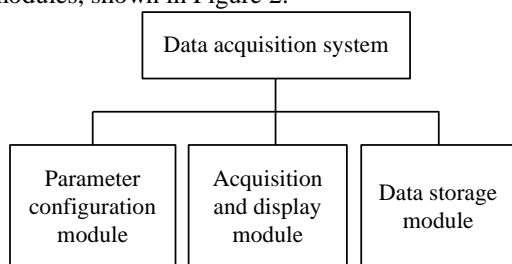 modules, shown in Figure 2.
Data acquisition system
Parameter
configuration
module
Acquisition
and display
module
Data storage
module